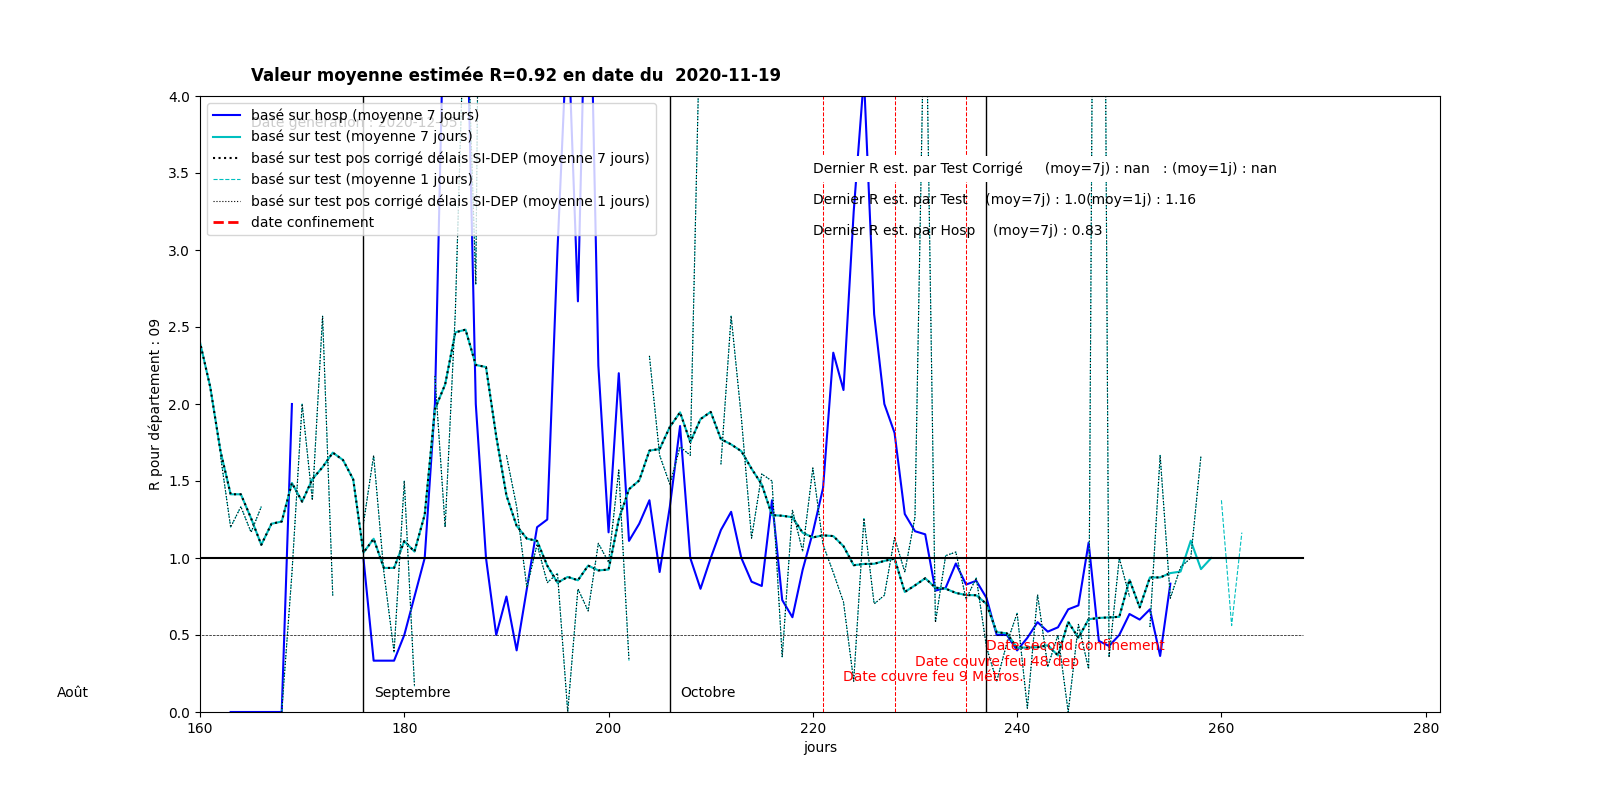 Valeur moyenne estimée R=0.92 en date du  2020-11-19
basé sur hosp (moyenne 7 jours)
basé sur test (moyenne 7 jours)
basé sur test pos corrigé délais SI-DEP (moyenne 7 jours)
basé sur test (moyenne 1 jours)
basé sur test pos corrigé délais SI-DEP (moyenne 1 jours)
date confinement
Dernier R est. par Test Corrigé     (moy=7j) : nan   : (moy=1j) : nan
Dernier R est. par Test    (moy=7j) : 1.0(moy=1j) : 1.16
Dernier R est. par Hosp    (moy=7j) : 0.83
4.0
3.5
3.0
2.5
2.0
1.5
1.0
0.5
0.0
R pour département : 09
Date second confinement
Date couvre feu 48 dep
Date couvre feu 9 Métros.
Août
Septembre
Octobre
160
180
200
220
240
260
280
jours